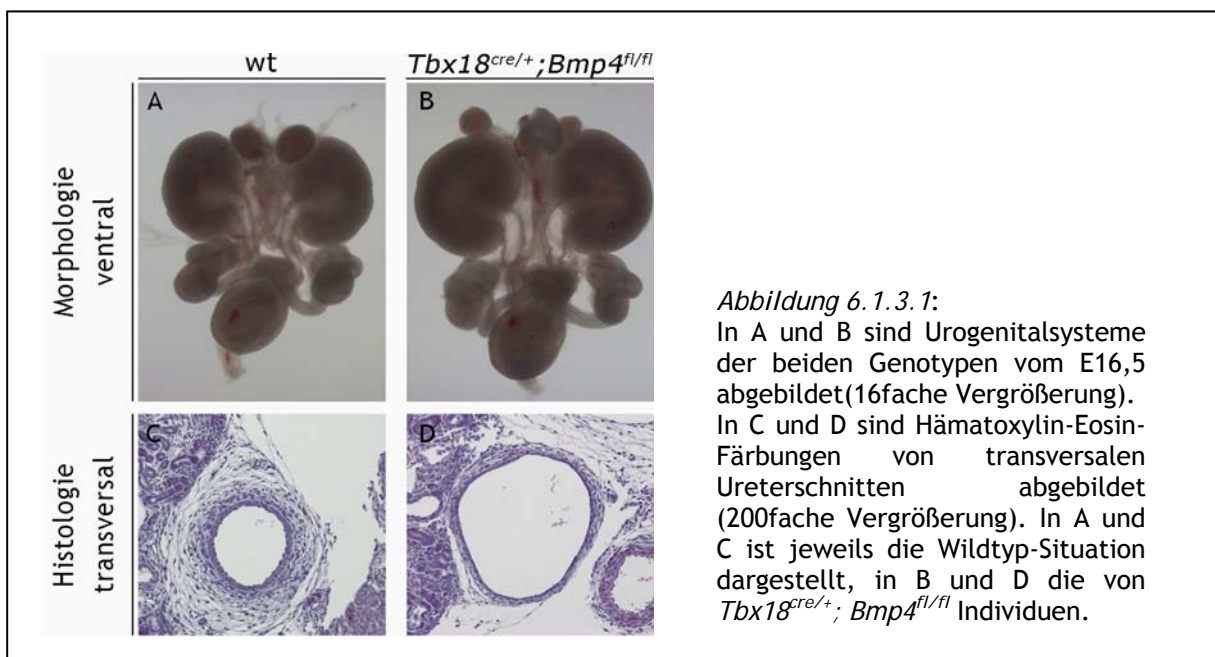 wt
Tbx18cre/+;Bmp4fl/fl
Morphologie
ventral
A
B
Histologie
transversal
C
D
Abbildung 6.1.3.1:
In A und B sind Urogenitalsysteme
der beiden Genotypen vom E16,5
abgebildet(16fache Vergrößerung).
In C und D sind Hämatoxylin-Eosin-
Färbungen von transversalen
Ureterschnitten abgebildet
(200fache Vergrößerung). In A und
C ist jeweils die Wildtyp-Situation
dargestellt, in B und D die von
Tbx18cre/+; Bmp4fl/fl Individuen.